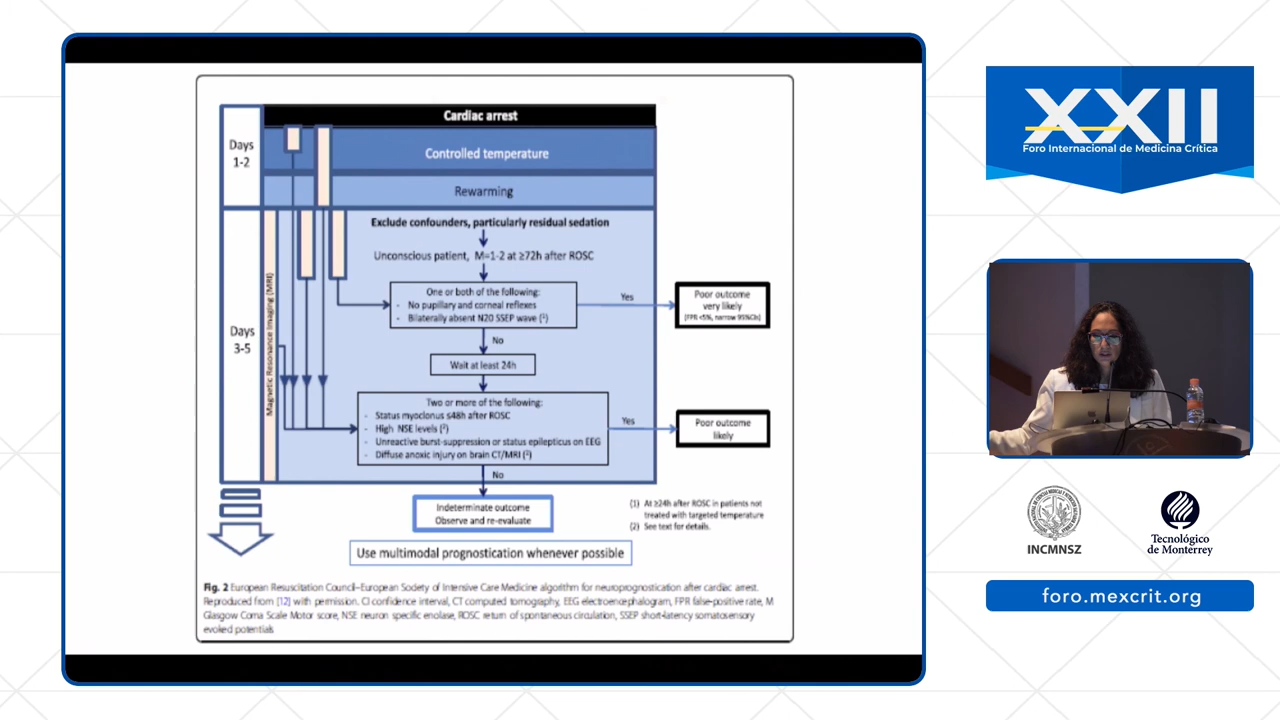 Cardiac arrest
Days
1-2
Controlled temperature
Rewarming
Days
3-5
Magnetic Resonance Imaging (MRI)
Exclude confounders, particularly residual sedation
Unconscious patient, M=1-2 at ≥72h after ROSC
One or both of the following:
- No pupillary and corneal reflexes
- Bilaterally absent N20 SSEP wave (1)
Yes
Poor outcome
very likely
(FPR <5%, narrow 95%CIs)
No
Wait at least 24h
Two or more of the following:
- Status myoclonus ≤48h after ROSC
- High NSE levels (2)
- Unreactive burst-suppression or status epilepticus on EEG
- Diffuse anoxic injury on brain CT/MRI (2)
Yes
Poor outcome
likely
No
Indeterminate outcome
Observe and re-evaluate
(1) At ≥24h after ROSC in patients not
treated with targeted temperature
(2) See text for details.
Use multimodal prognostication whenever possible
Fig. 2 European Resuscitation Council–European Society of Intensive Care Medicine algorithm for neuroprognostication after cardiac arrest.
Reproduced from [12] with permission. CI confidence interval, CT computed tomography, EEG electroencephalogram, FPR false-positive rate, M
Glasgow Coma Scale Motor score, NSE neuron specific enolase, ROSC return of spontaneous circulation, SSEP short-latency somatosensory
evoked potentials
XXII
Foro Internacional de Medicina Crítica
INCMNSZ
Tecnológico
de Monterrey
foro.mexcrit.org